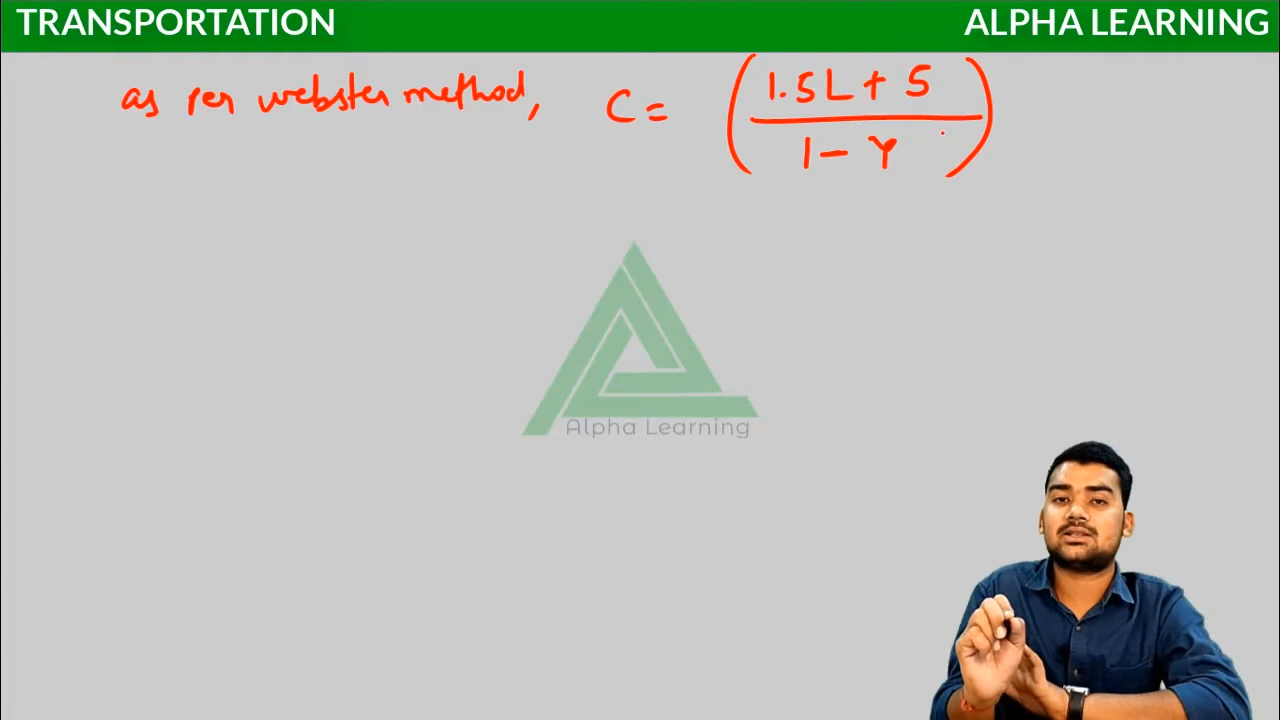 TRANSPORTATION
ALPHA LEARNING
as per webster method, C = (1.5L + 5 / 1 - Y)
Alpha Learning